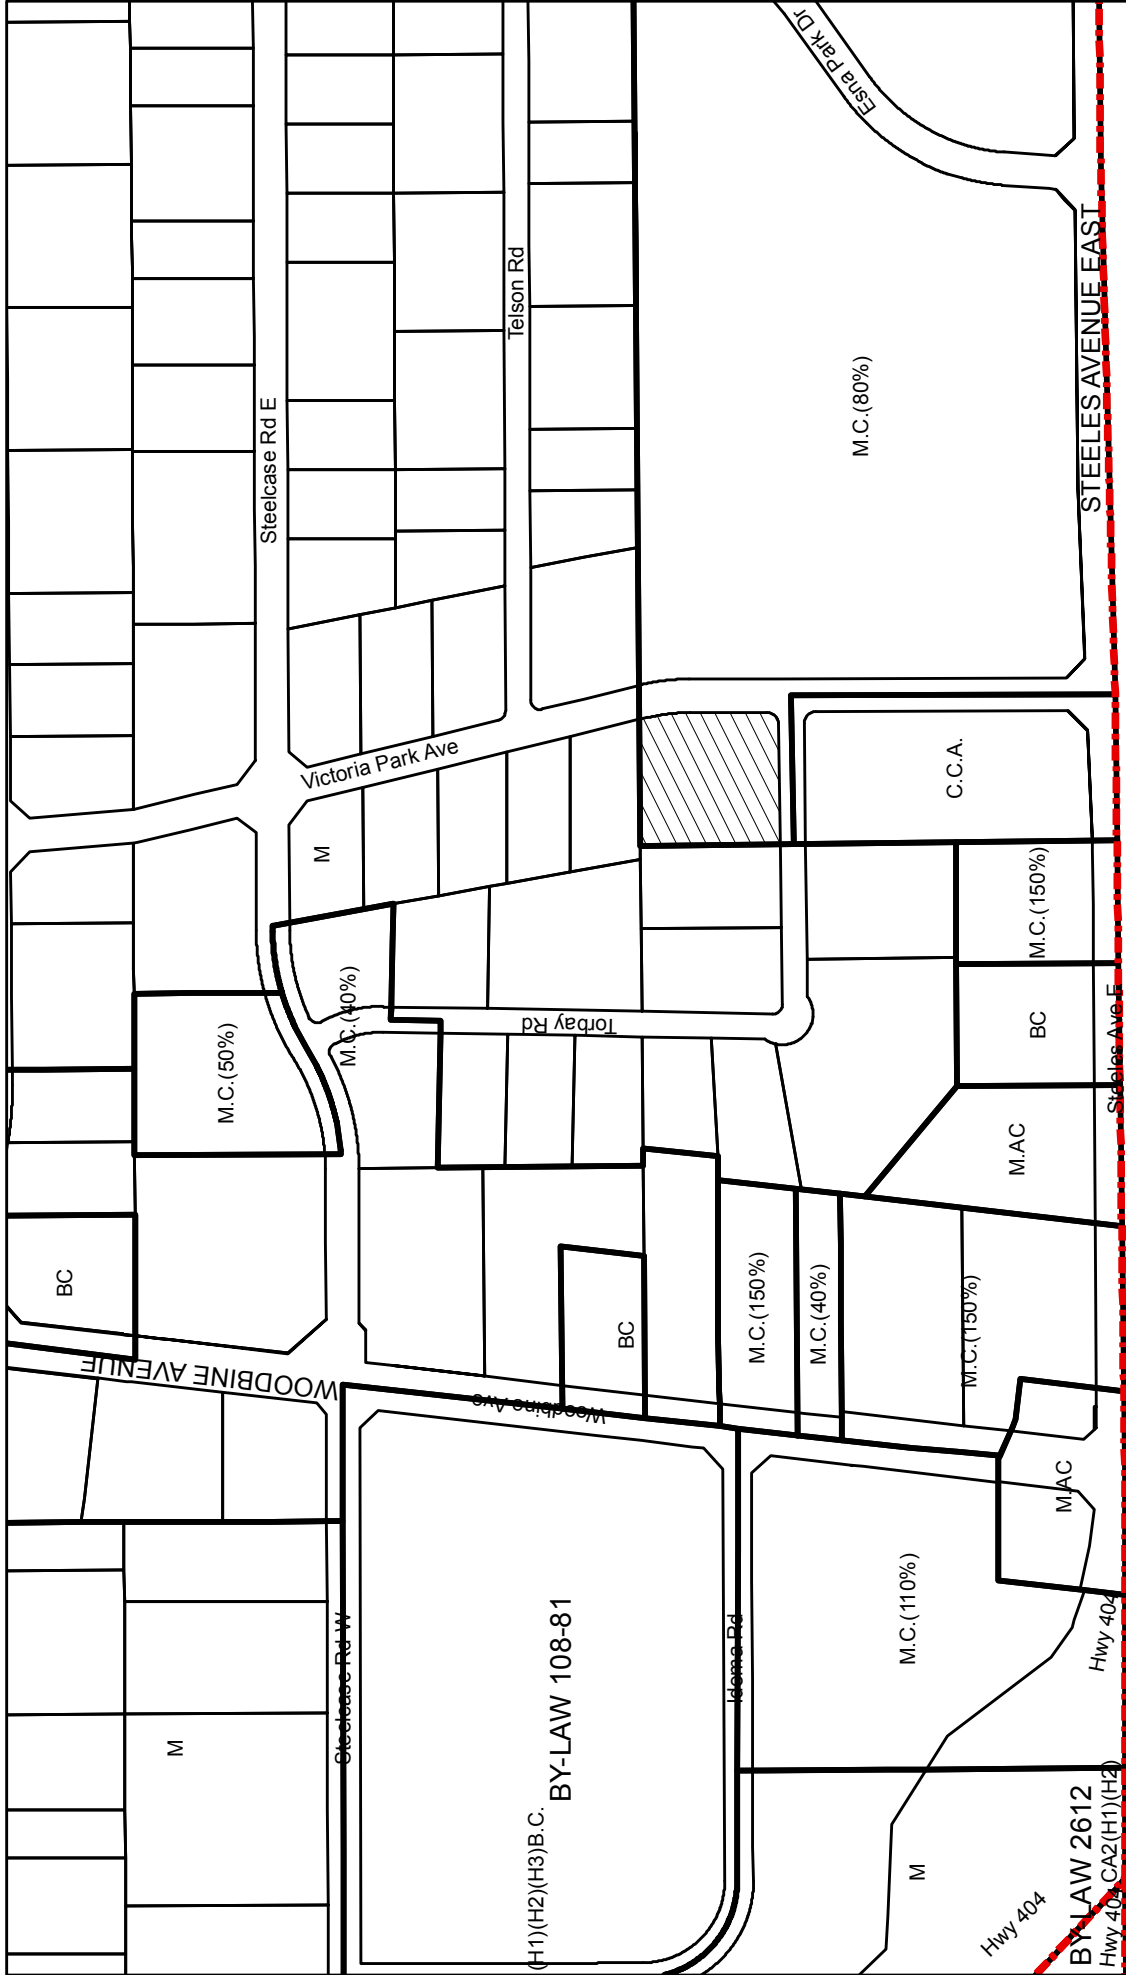 Esna Park Dr
Telson Rd
Steelcase Rd E
STEELES AVENUE EAST
M.C.(80%)
Victoria Park Ave
C.C.A.
M
M.C.(150%)
M.C.(40%)
Torbay Rd
BC
Steeles Ave E
M.C.(50%)
M.AC
BC
M.C.(150%)
M.C.(40%)
M.C.(150%)
BC
WOODBINE AVENUE
Woodbine Ave
M.AC
M.C.(110%)
Hwy 404
Steelcase Rd W
Idema Rd
BY-LAW 108-81
M
(H1)(H2)(H3)B.C.
M
BY-LAW 2612
Hwy 404
CA2(H1)(H2)
Hwy 404